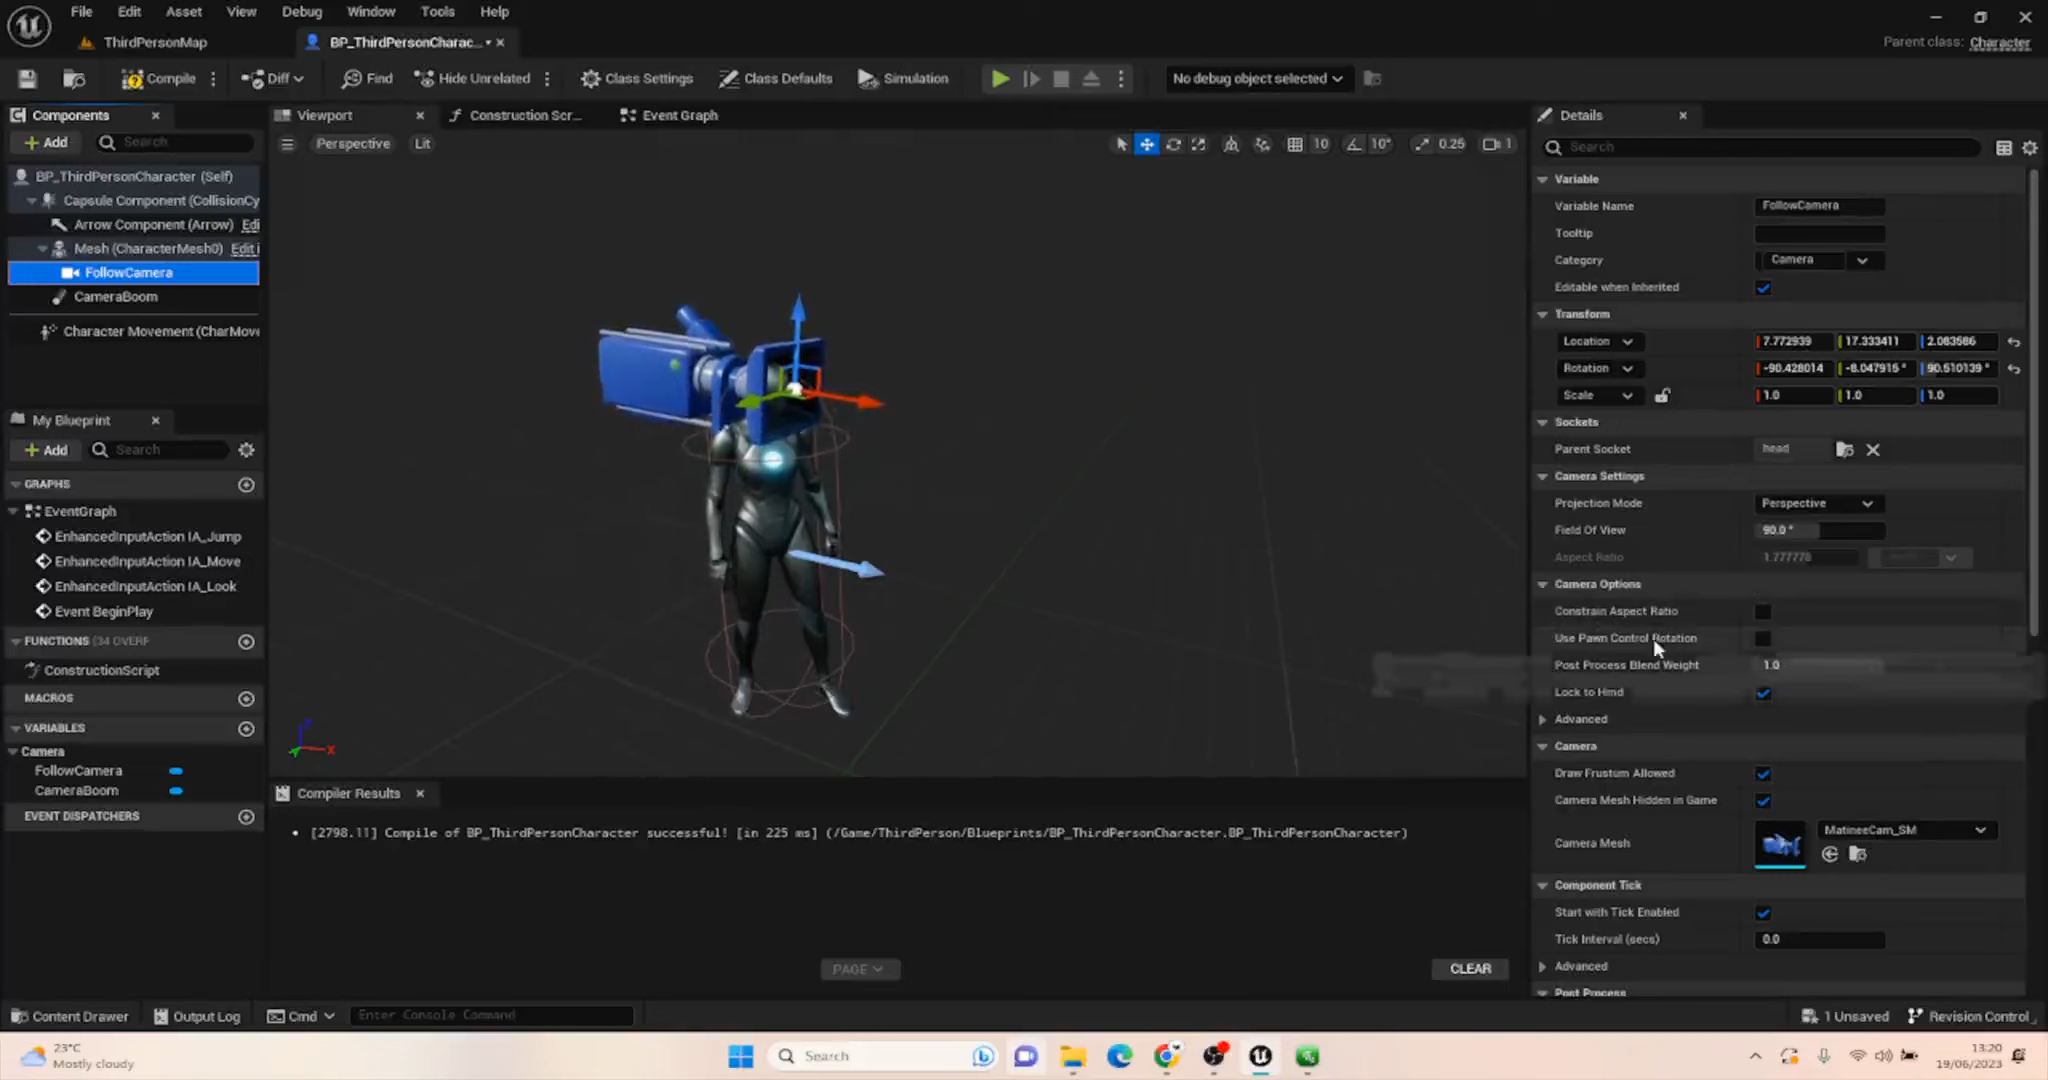 File Edit Asset View Debug Window Tools Help
ThirdPersonMap
BP_ThirdPersonCharac...
Parent class: Character
Compile
Diff
Find
Hide Unrelated
Class Settings
Class Defaults
Simulation
No debug object selected
Components
Add
Search
BP_ThirdPersonCharacter (Self)
Capsule Component (CollisionCy
Arrow Component (Arrow) Edi
Mesh (CharacterMesh0) Edit i
FollowCamera
CameraBoom
Character Movement (CharMove
My Blueprint
Add
Search
GRAPHS
EventGraph
EnhancedInputAction IA_Jump
EnhancedInputAction IA_Move
EnhancedInputAction IA_Look
Event BeginPlay
FUNCTIONS (34 OVERF
ConstructionScript
MACROS
VARIABLES
Camera
FollowCamera
CameraBoom
EVENT DISPATCHERS
Viewport
Construction Scr...
Event Graph
Perspective
Lit
10
10°
0.25
1
Z
X
Compiler Results
[2798.11] Compile of BP_ThirdPersonCharacter successful! [in 225 ms] (/Game/ThirdPerson/Blueprints/BP_ThirdPersonCharacter.BP_ThirdPersonCharacter)
PAGE
CLEAR
Details
Search
Variable
Variable Name FollowCamera
Tooltip
Category Camera
Editable when Inherited
Transform
Location 7.772939 17.333411 2.083586
Rotation -90.428014 -8.047915° 90.510139°
Scale 1.0 1.0 1.0
Sockets
Parent Socket head
Camera Settings
Projection Mode Perspective
Field Of View 90.0°
Aspect Ratio 1.777778
Camera Options
Constrain Aspect Ratio
Use Pawn Control Rotation
Post Process Blend Weight 1.0
Lock to Hmd
Advanced
Camera
Draw Frustum Allowed
Camera Mesh Hidden in Game
Camera Mesh MatineeCam_SM
Component Tick
Start with Tick Enabled
Tick Interval (secs) 0.0
Advanced
Post Process
Content Drawer
Output Log
Cmd
Enter Console Command
1 Unsaved
Revision Control
23°C
Mostly cloudy
Search
13:20
19/06/2023